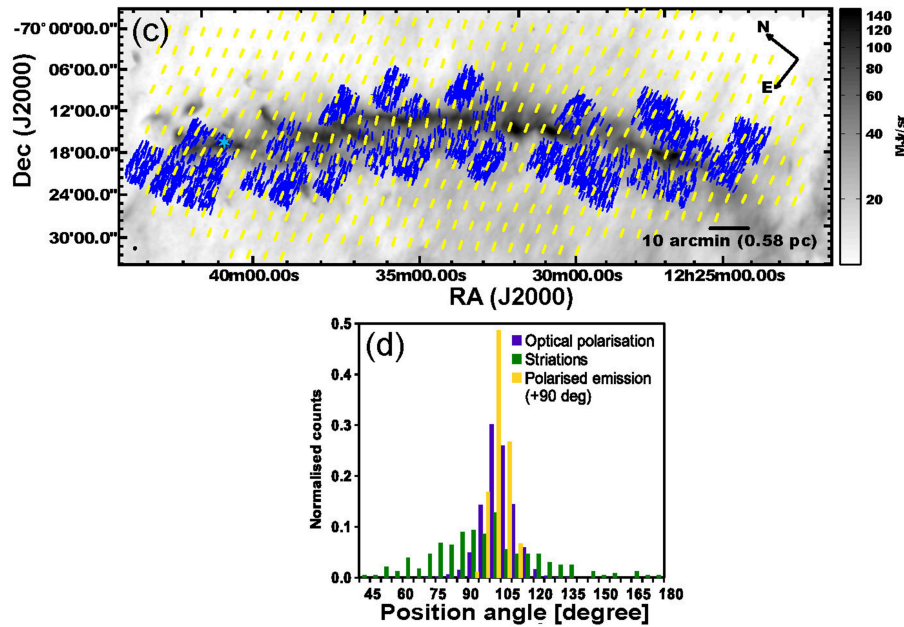 (c)
-70 00'00.0"
06'00.0"
12'00.0"
18'00.0"
24'00.0"
30'00.0"
Dec (J2000)
N
E
10 arcmin (0.58 pc)
40m00.00s
35m00.00s
30m00.00s
12h25m00.00s
RA (J2000)
140
120
100
80
60
40
20
MJy/sr
(d)
Optical polarisation
Striations
Polarised emission
(+90 deg)
0.5
0.4
0.3
0.2
0.1
0.0
Normalised counts
45 60 75 90 105 120 135 150 165 180
Position angle [degree]